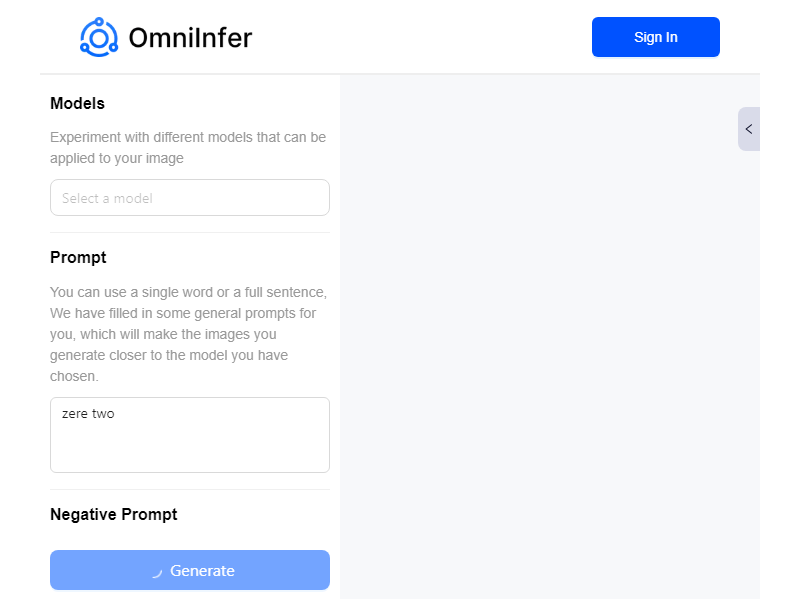 OmniInfer
Sign In
Models
Experiment with different models that can be
applied to your image
Select a model
Prompt
You can use a single word or a full sentence,
We have filled in some general prompts for
you, which will make the images you
generate closer to the model you have
chosen.
zere two
Negative Prompt
Generate